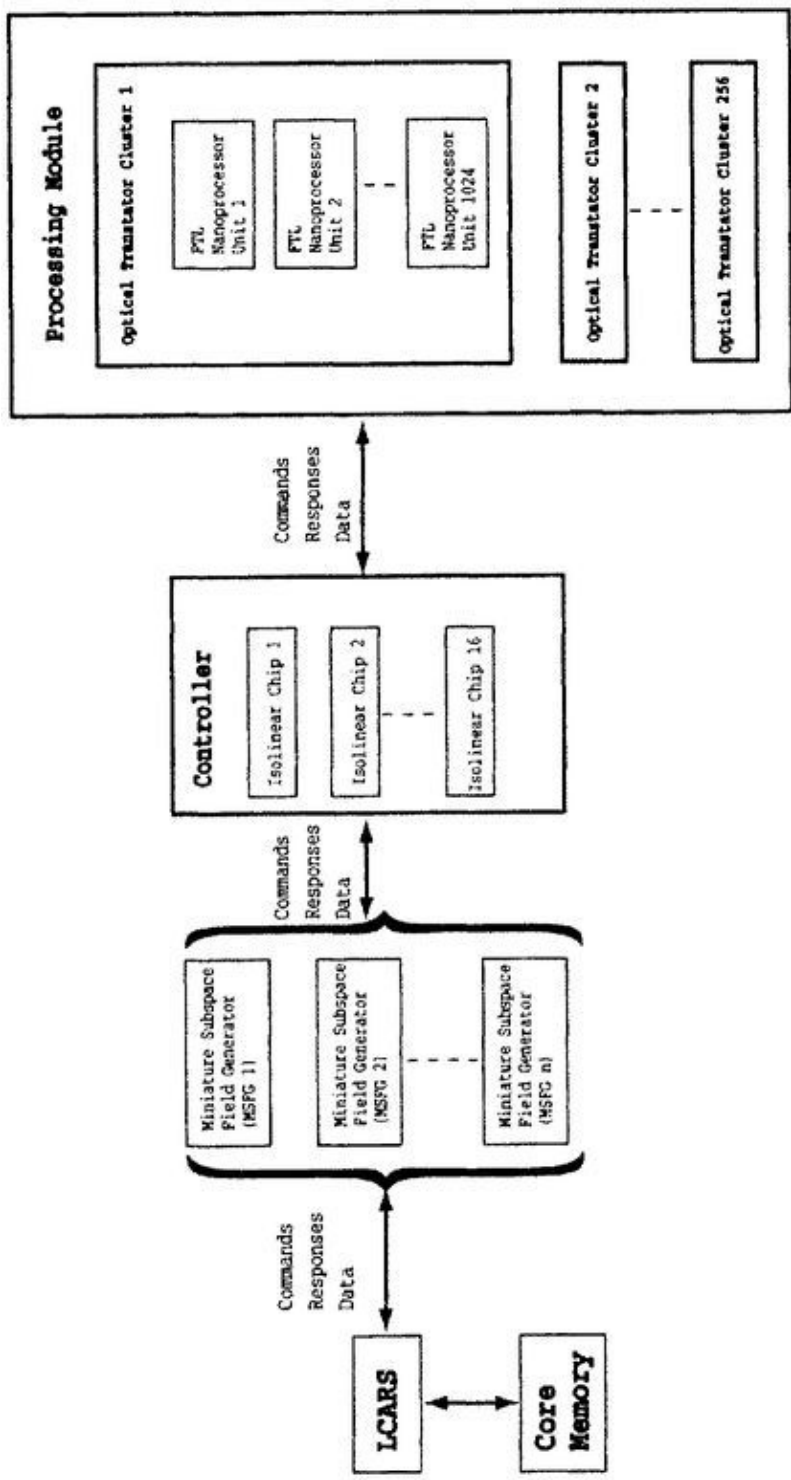 LCARS
Core
Memory
Commands
Responses
Data
Miniature Subspace
Field Generator
(MSFG 1)
Miniature Subspace
Field Generator
(MSFG 2)
Miniature Subspace
Field Generator
(MSFG n)
Commands
Responses
Data
Controller
Isolinear Chip 1
Isolinear Chip 2
Isolinear Chip 16
Commands
Responses
Data
Processing Module
Optical Transtator Cluster 1
FTL
Nanoprocessor
Unit 1
FTL
Nanoprocessor
Unit 2
FTL
Nanoprocessor
Unit 1024
Optical Transtator Cluster 2
Optical Transtator Cluster 256